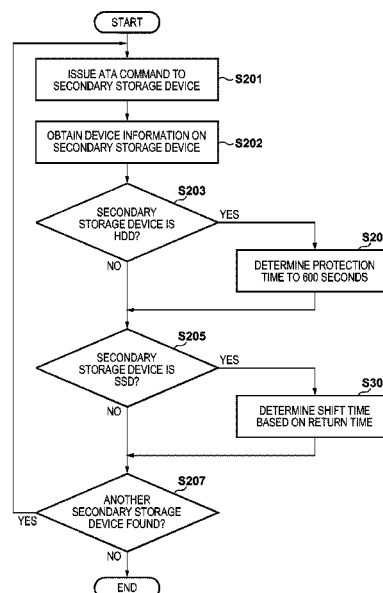 START
ISSUE ATA COMMAND TO
SECONDARY STORAGE DEVICE
S201
OBTAIN DEVICE INFORMATION ON
SECONDARY STORAGE DEVICE
S202
S203
SECONDARY
STORAGE DEVICE IS
HDD?
YES
NO
S20
DETERMINE PROTECTION
TIME TO 600 SECONDS
S205
SECONDARY
STORAGE DEVICE IS
SSD?
YES
NO
S30
DETERMINE SHIFT TIME
BASED ON RETURN TIME
S207
ANOTHER
SECONDARY STORAGE
DEVICE FOUND?
YES
NO
END